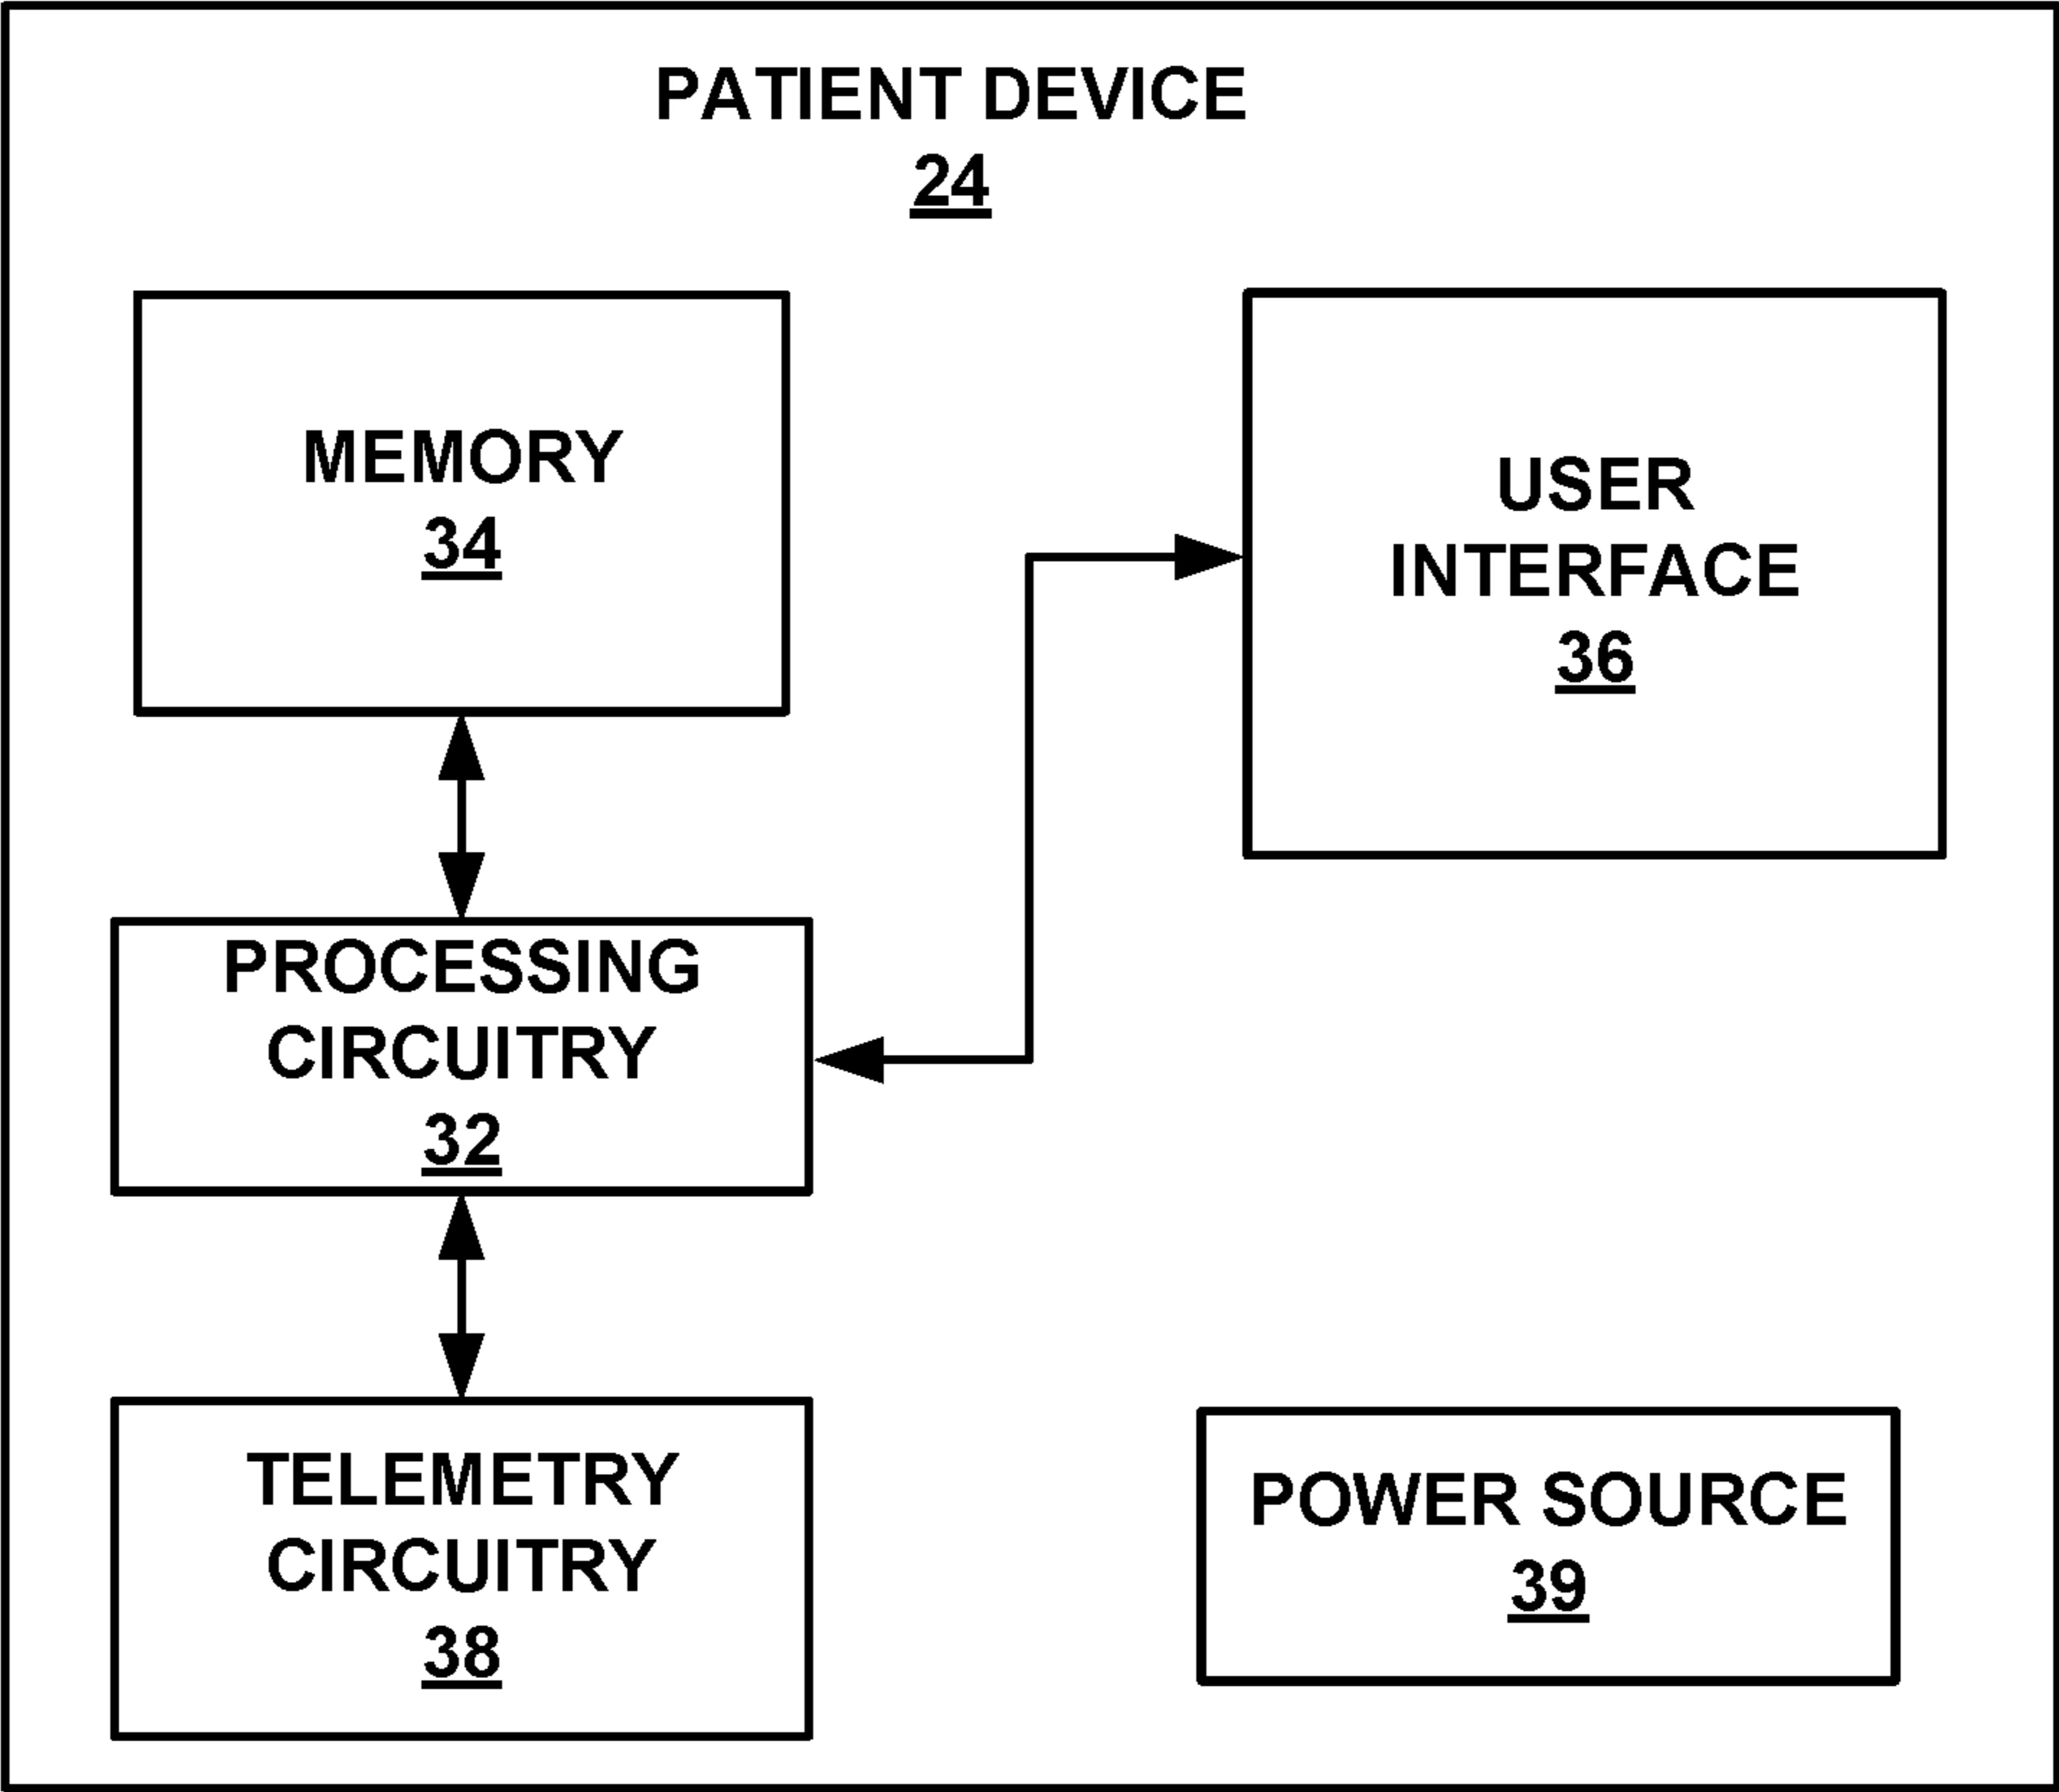 PATIENT DEVICE
24
MEMORY
34
USER
INTERFACE
36
PROCESSING
CIRCUITRY
32
TELEMETRY
CIRCUITRY
38
POWER SOURCE
39